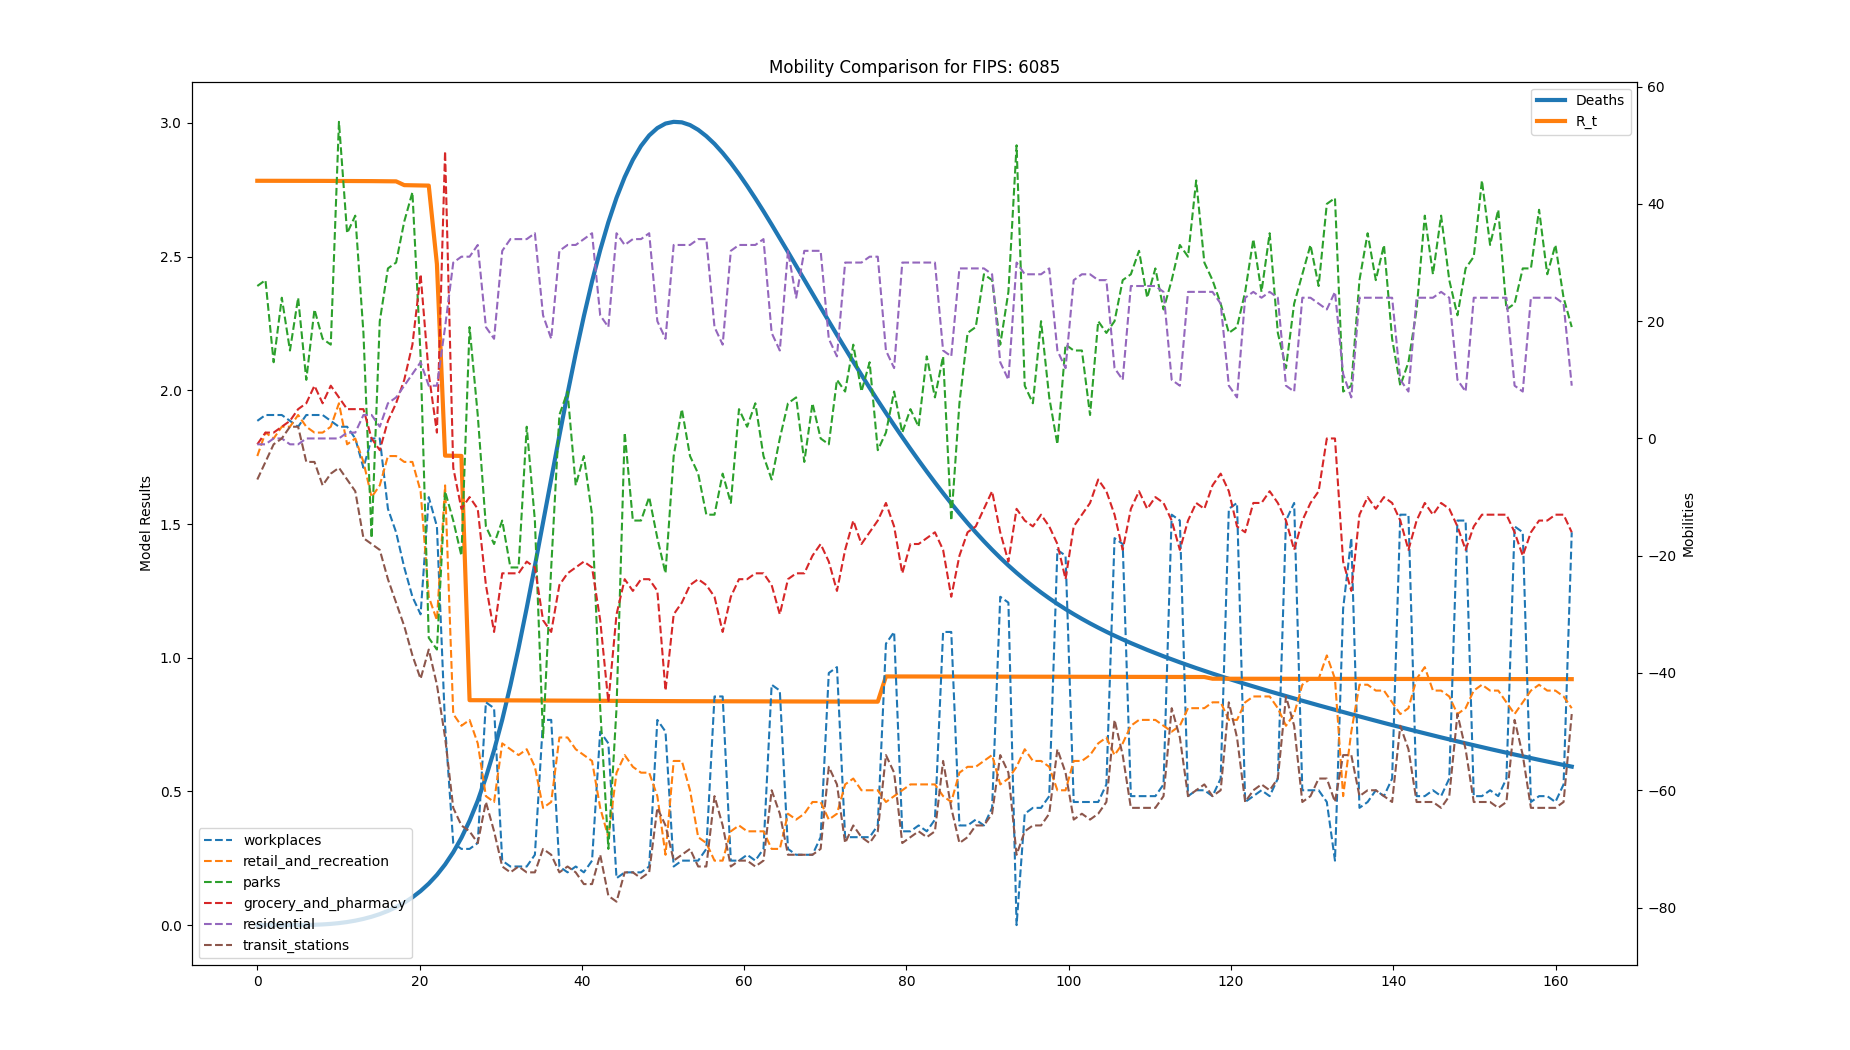 Mobility Comparison for FIPS: 6085
Deaths
R_t
3.0
2.5
2.0
1.5
1.0
0.5
0.0
Model Results
60
40
20
0
−20
−40
−60
−80
Mobilities
workplaces
retail_and_recreation
parks
grocery_and_pharmacy
residential
transit_stations
0
20
40
60
80
100
120
140
160